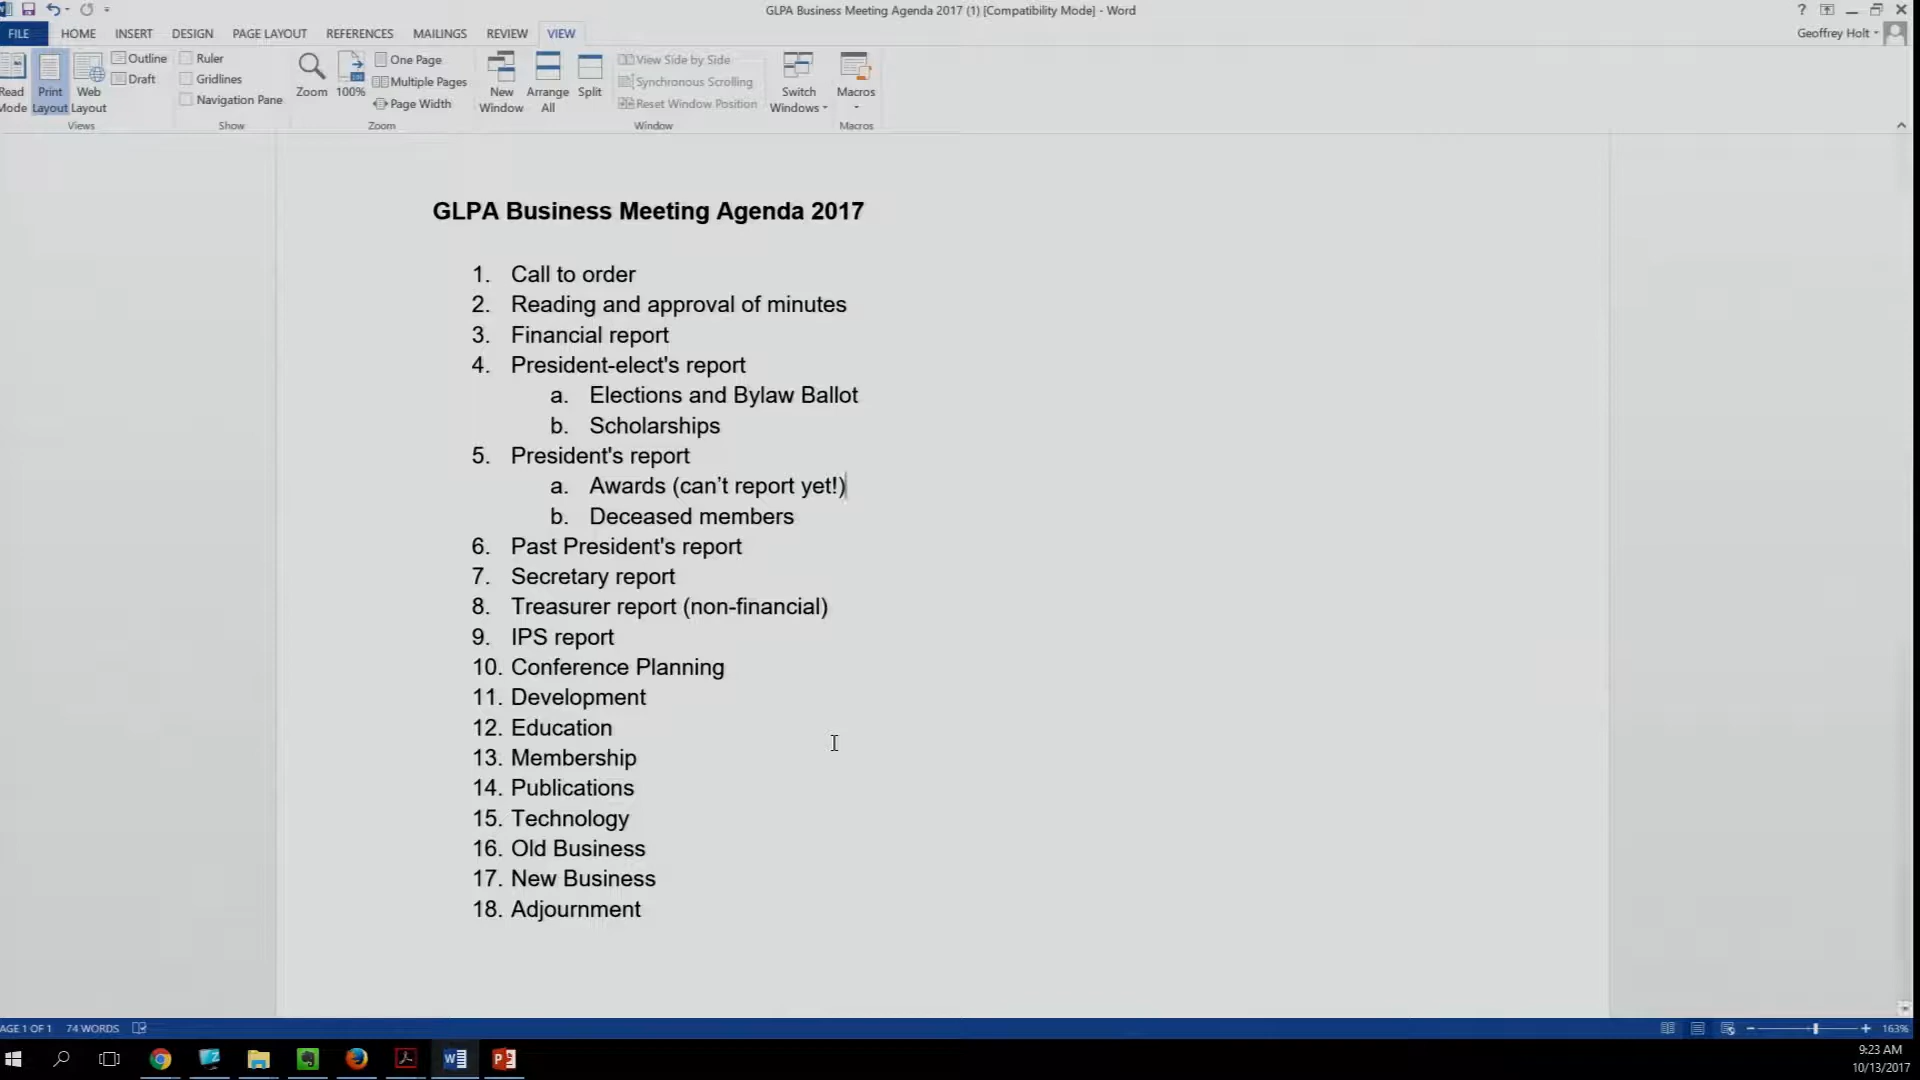 GLPA Business Meeting Agenda 2017 (1) [Compatibility Mode] - Word
FILE HOME INSERT DESIGN PAGE LAYOUT REFERENCES MAILINGS REVIEW VIEW Geoffrey Holt
Read Mode
Print Layout
Web Layout
Outline
Draft
Views
Ruler
Gridlines
Navigation Pane
Show
Zoom
100%
One Page
Multiple Pages
Page Width
Zoom
New Window
Arrange All
Split
View Side by Side
Synchronous Scrolling
Reset Window Position
Window
Switch Windows
Macros
Macros
GLPA Business Meeting Agenda 2017
1. Call to order
2. Reading and approval of minutes
3. Financial report
4. President-elect's report
a. Elections and Bylaw Ballot
b. Scholarships
5. President's report
a. Awards (can’t report yet!)
b. Deceased members
6. Past President's report
7. Secretary report
8. Treasurer report (non-financial)
9. IPS report
10. Conference Planning
11. Development
12. Education
13. Membership
14. Publications
15. Technology
16. Old Business
17. New Business
18. Adjournment
AGE 1 OF 1 74 WORDS 163%
9:23 AM
10/13/2017